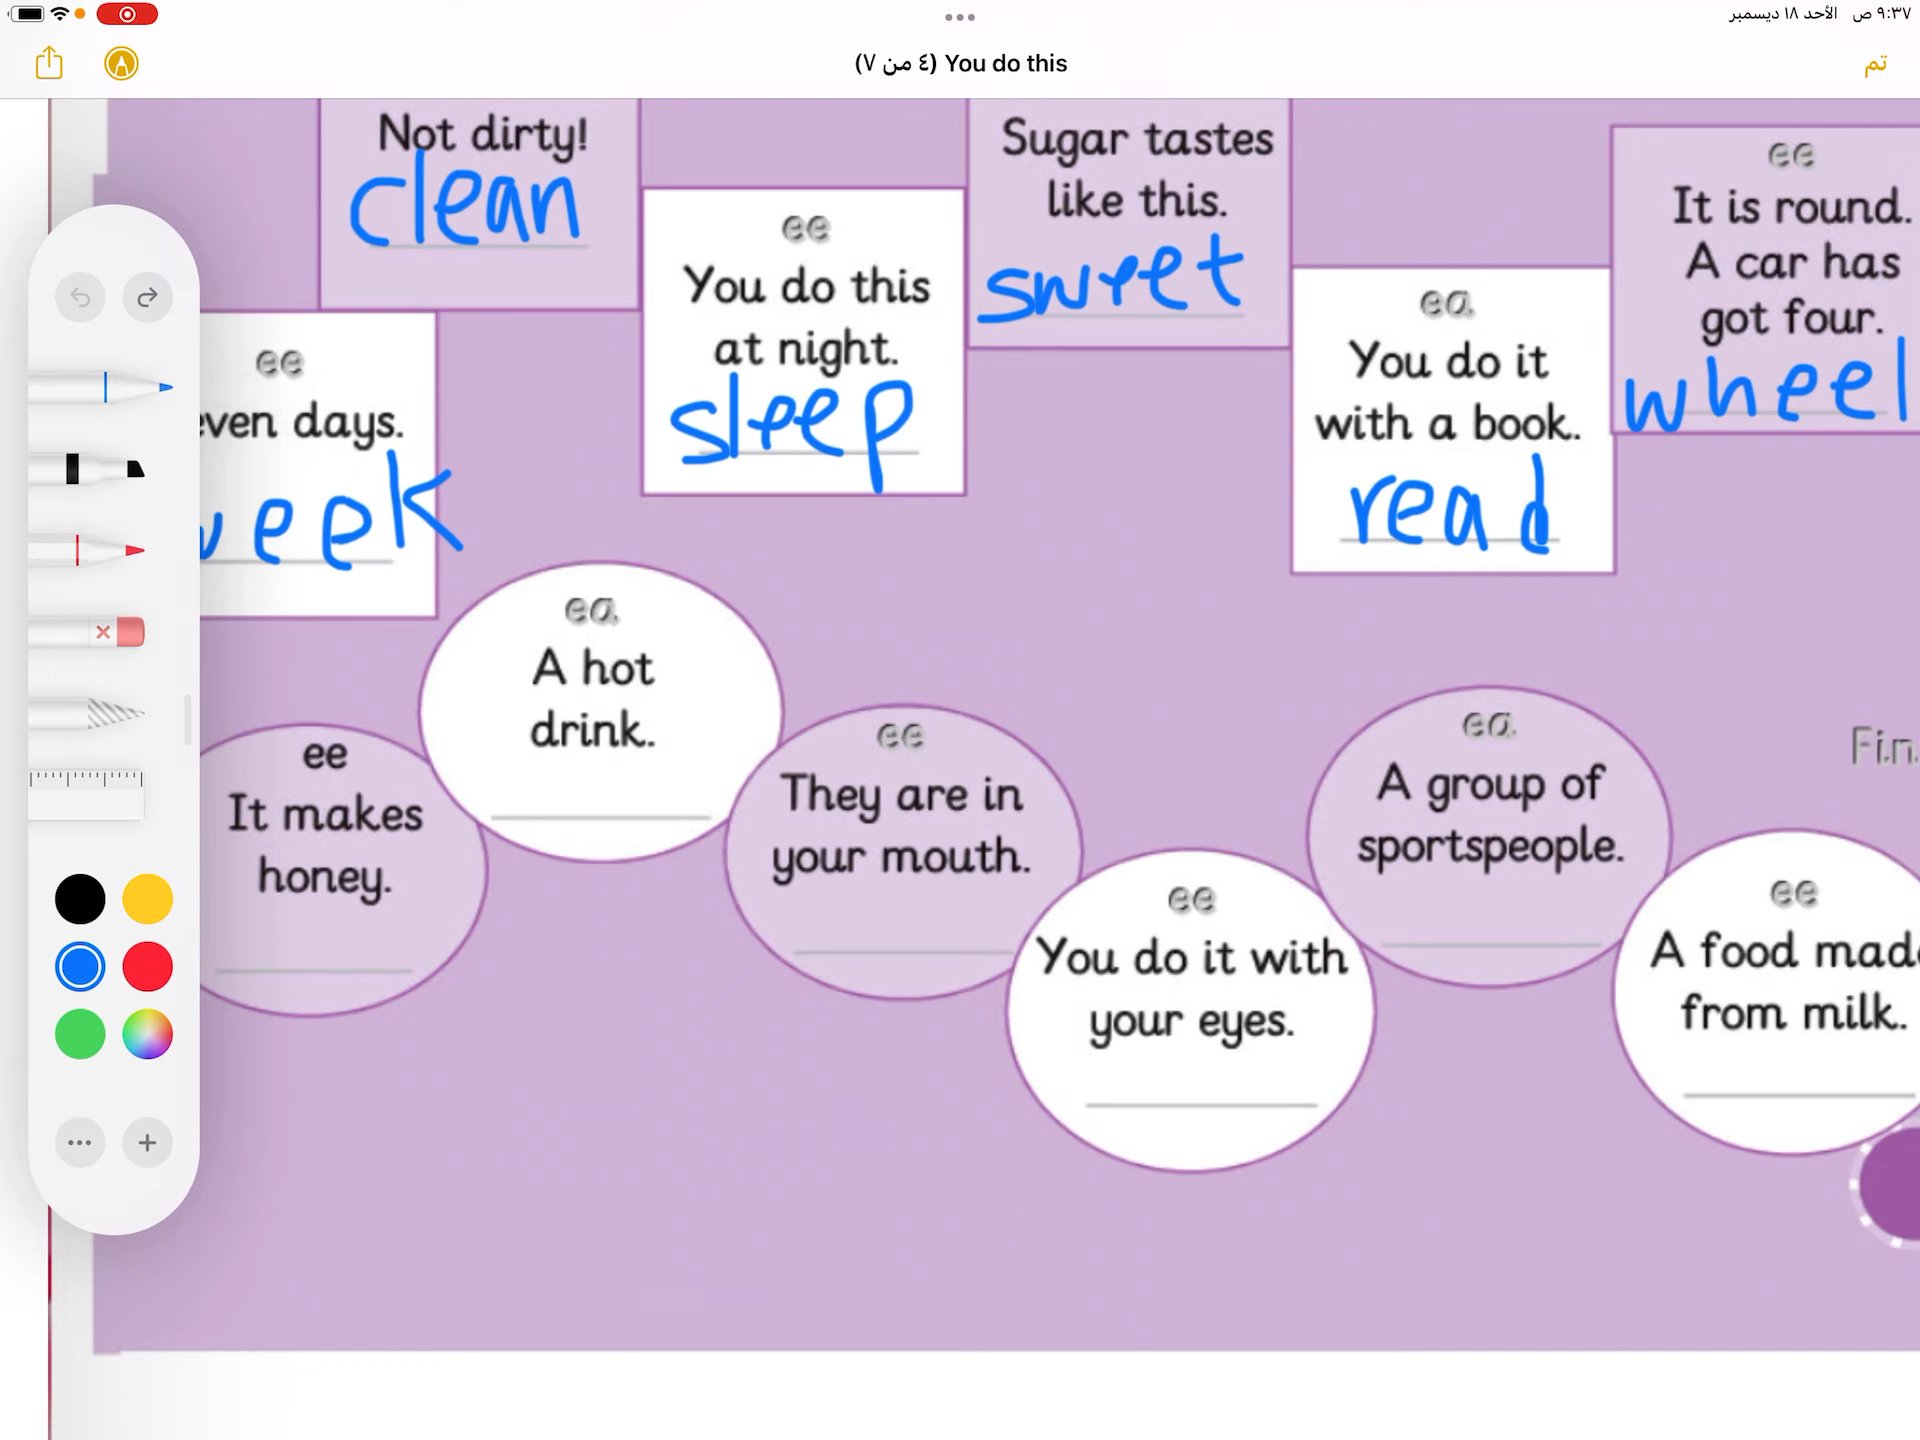 ٩:٣٧ ص الأحد ١٨ ديسمبر
You do this (٤ من ٧)
تم
Not dirty!
clean
ee
You do this
at night.
sleep
Sugar tastes
like this.
sweet
ea
You do it
with a book.
read
ee
It is round.
A car has
got four.
wheel
ee
even days.
week
ee
It makes
honey.
ea
A hot
drink.
ee
They are in
your mouth.
ee
You do it with
your eyes.
ea
A group of
sportspeople.
ee
A food made
from milk.
Fin